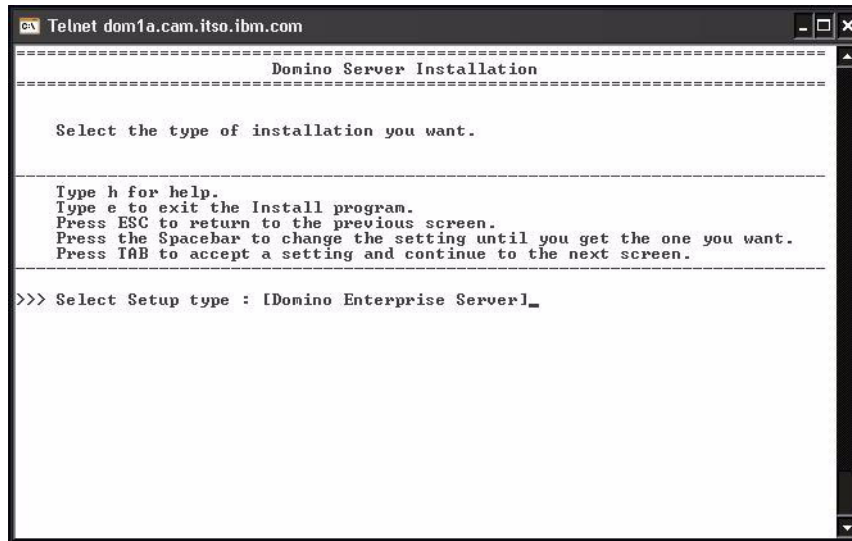 Telnet dom1a.cam.itso.ibm.com
Domino Server Installation
Select the type of installation you want.
Type h for help.
Type e to exit the Install program.
Press ESC to return to the previous screen.
Press the Spacebar to change the setting until you get the one you want.
Press TAB to accept a setting and continue to the next screen.
>>> Select Setup type : [Domino Enterprise Server]_